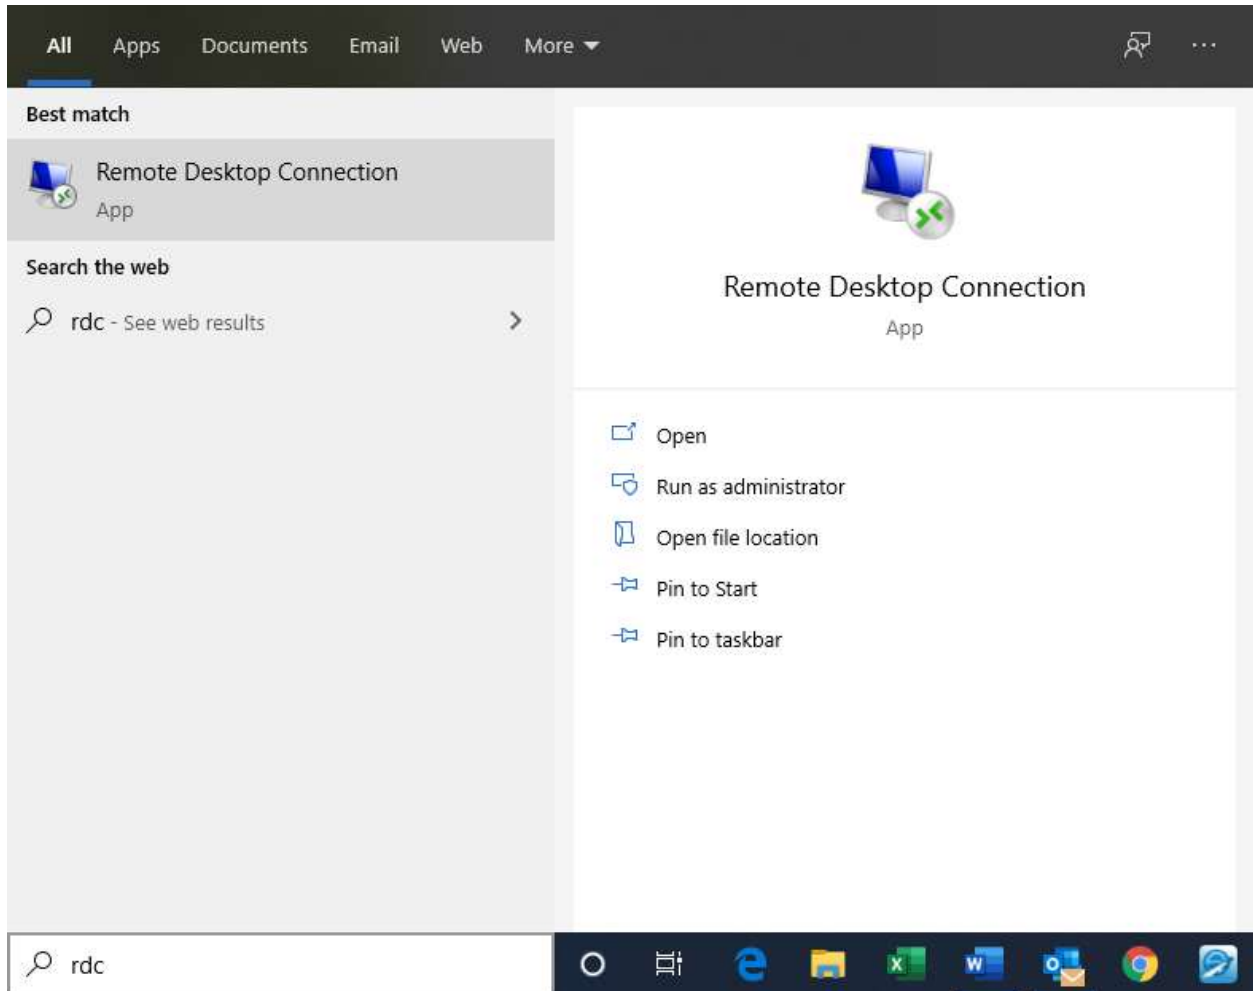 All Apps Documents Email Web More
Best match
Remote Desktop Connection
App
Search the web
rdc - See web results
Remote Desktop Connection
App
Open
Run as administrator
Open file location
Pin to Start
Pin to taskbar
rdc